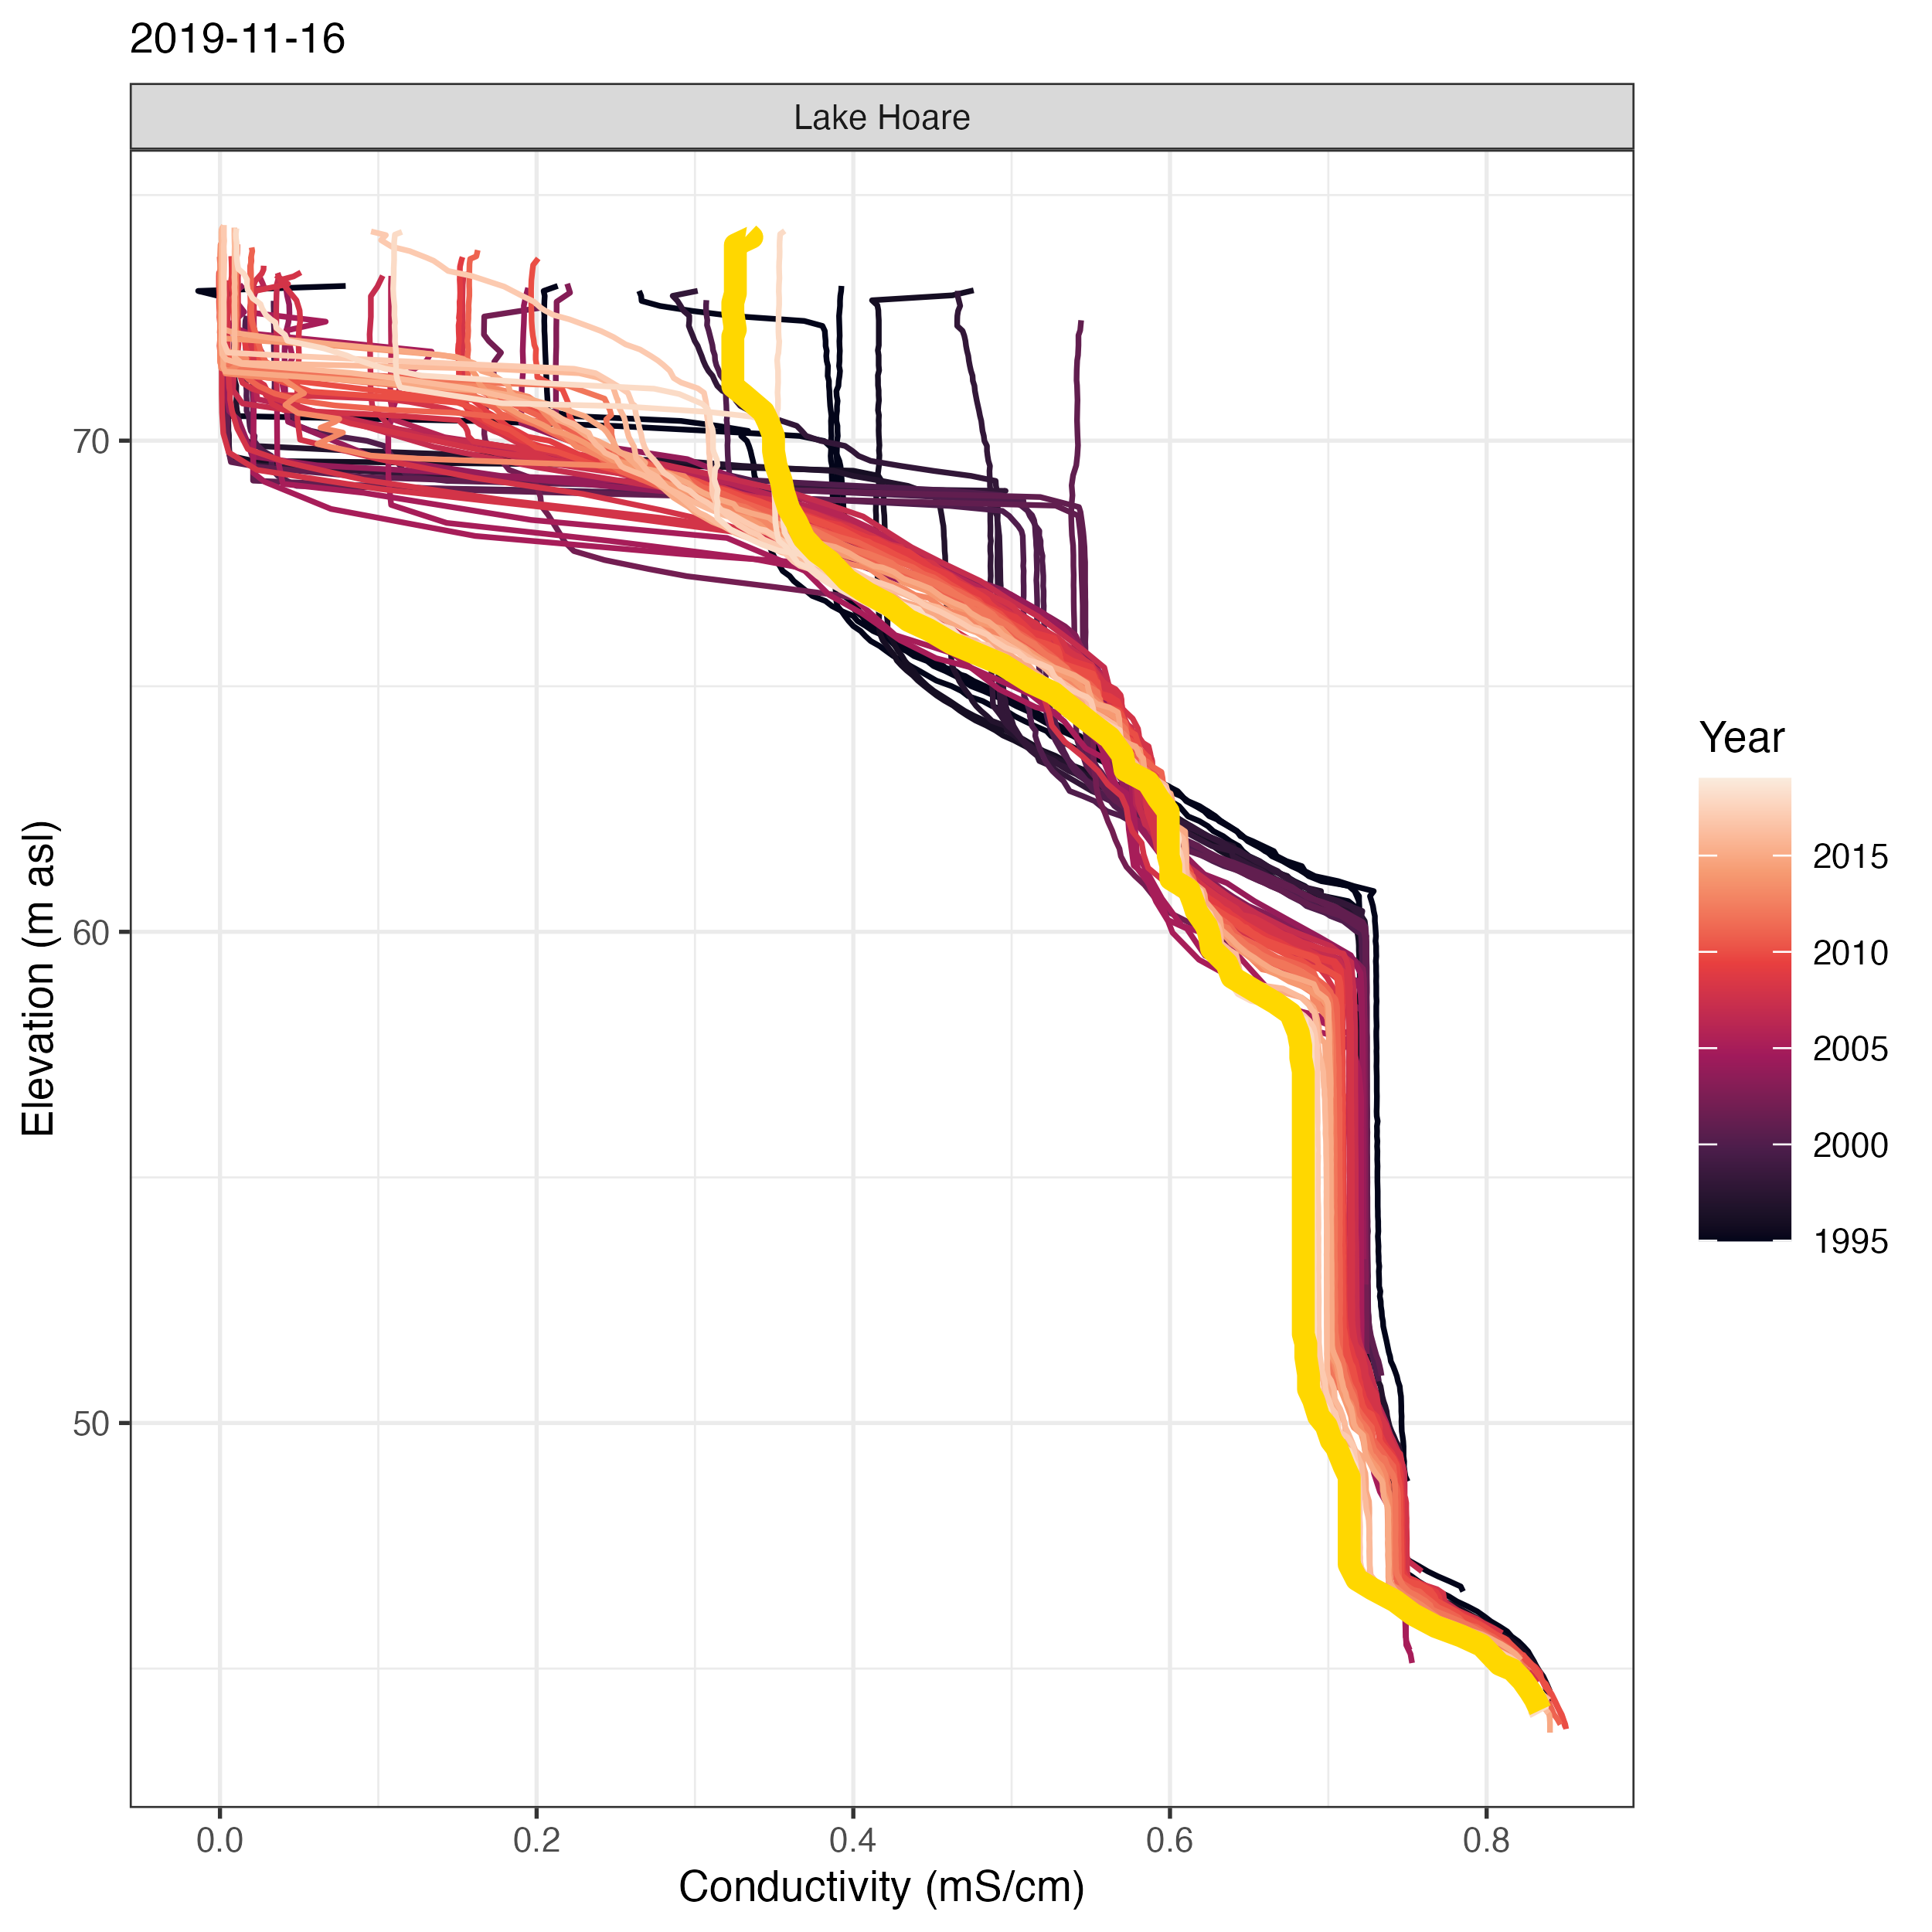 2019-11-16
Lake Hoare
70
60
50
Elevation (m asl)
0.0 0.2 0.4 0.6 0.8
Conductivity (mS/cm)
Year
2015
2010
2005
2000
1995